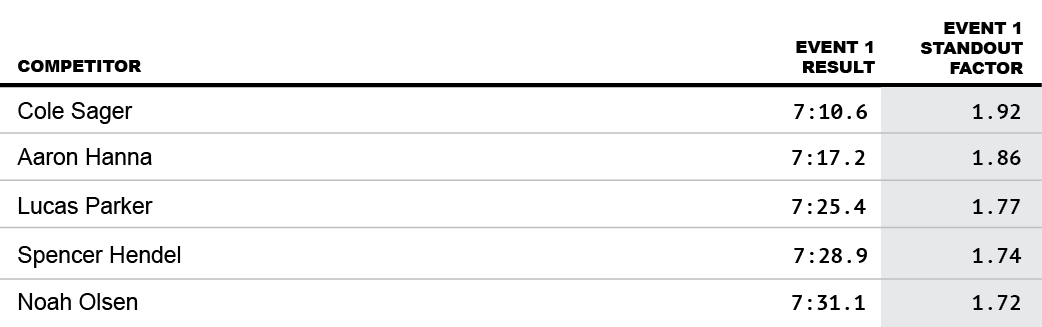 COMPETITOR
EVENT 1
RESULT
EVENT 1
STANDOUT
FACTOR
Cole Sager 7:10.6 1.92
Aaron Hanna 7:17.2 1.86
Lucas Parker 7:25.4 1.77
Spencer Hendel 7:28.9 1.74
Noah Olsen 7:31.1 1.72